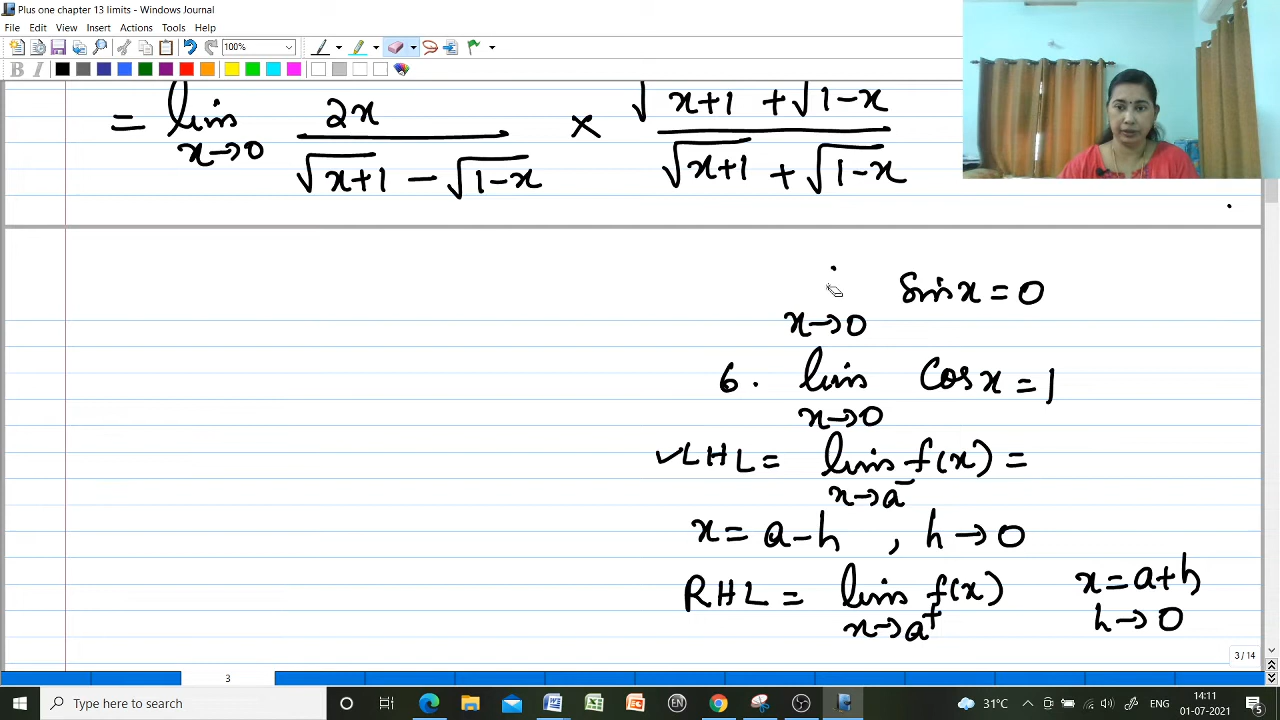 Plus one chapter 13 limits - Windows Journal
File Edit View Insert Actions Tools Help
100%
B I
= lim x→0 2x / (√x+1 − √1−x) × (√x+1 + √1−x) / (√x+1 + √1−x)
x→0 Sin x = 0
6. lim x→0 Cos x = 1
✓LHL = lim x→a⁻ f(x) =
x = a−h , h→0
RHL = lim x→a⁺ f(x) x = a+h
h→0
3 / 14
3
Type here to search
31°C
EN
14:11
01-07-2021